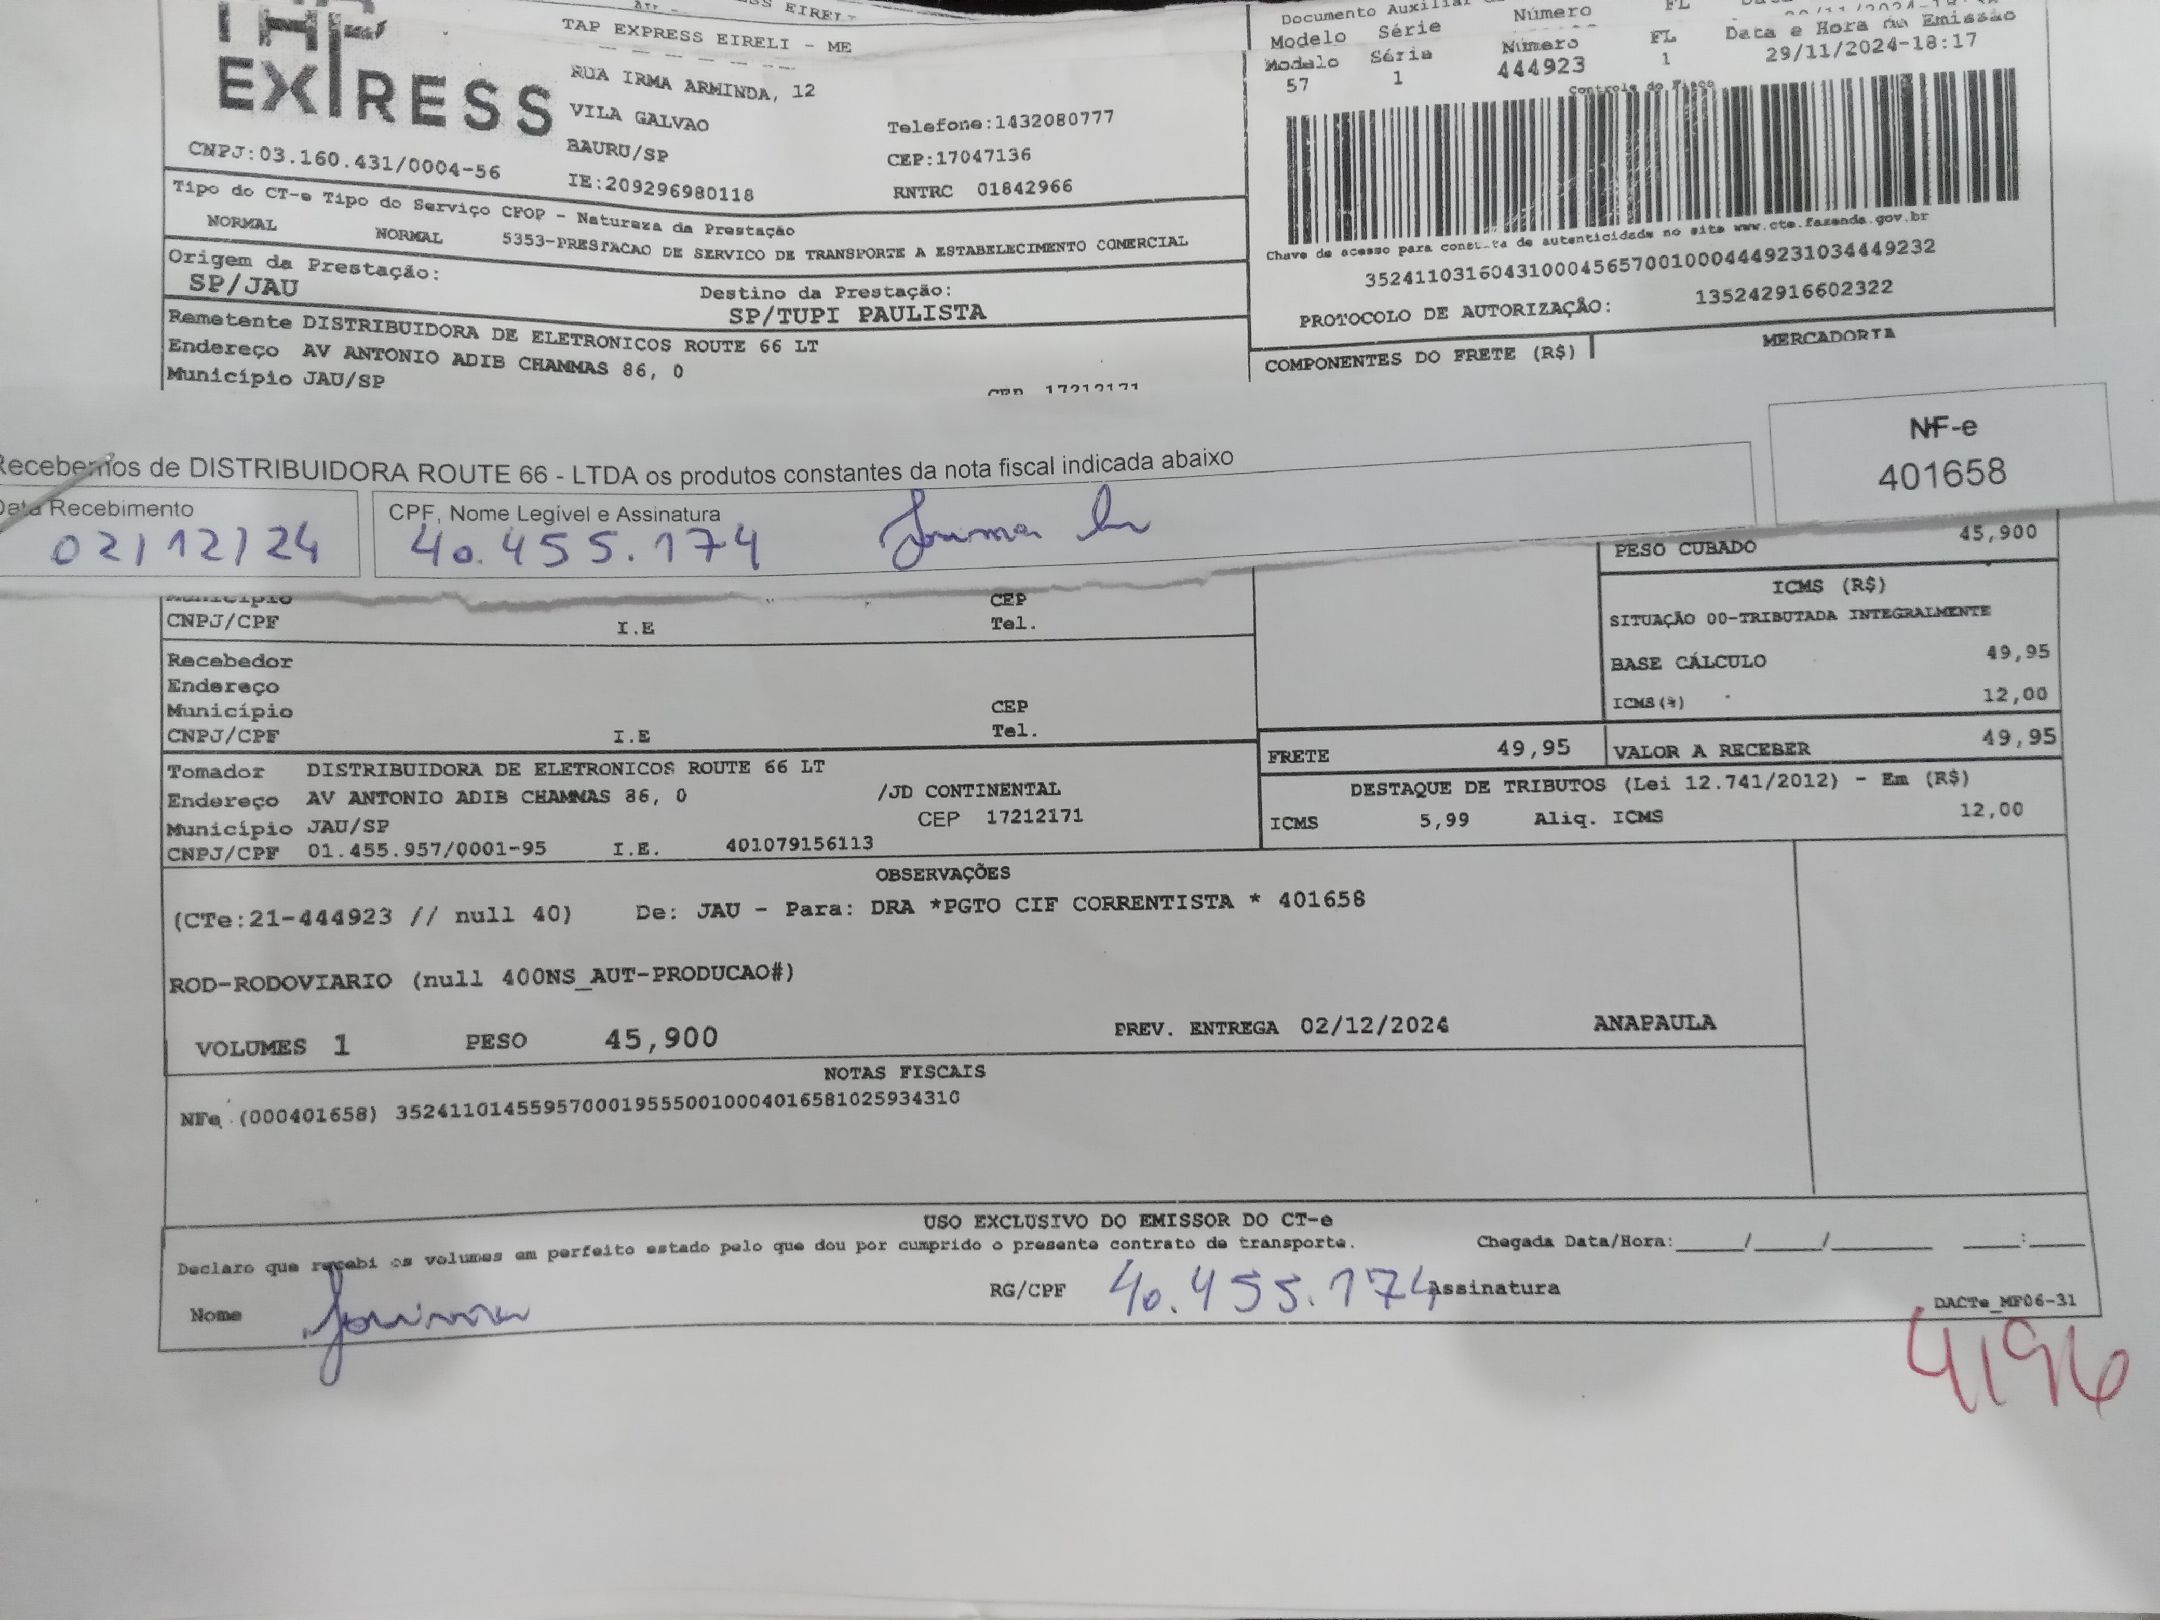 TAP
EXPRESS
TAP EXPRESS EIRELI - ME
RUA IRMA ARMINDA, 12
VILA GALVAO
BAURU/SP
IE:209296980118
Telefone:1432080777
CEP:17047136
RNTRC 01842966
CNPJ:03.160.431/0004-56
Documento Auxiliar
Modelo Série Número FL
Modelo Série Número FL Data e Hora da Emissão
57 1 444923 1 29/11/2024-18:17
Controle do Fisco
Chave de acesso para consulta de autenticidade no site www.cte.fazenda.gov.br
35241103160431000456570010004449231034449232
PROTOCOLO DE AUTORIZAÇÃO: 135242916602322
Tipo do CT-e Tipo do Serviço CFOP - Natureza da Prestação
NORMAL NORMAL 5353-PRESTACAO DE SERVICO DE TRANSPORTE A ESTABELECIMENTO COMERCIAL
Origem da Prestação: Destino da Prestação:
SP/JAU SP/TUPI PAULISTA
Remetente DISTRIBUIDORA DE ELETRONICOS ROUTE 66 LT
Endereço AV ANTONIO ADIB CHAMMAS 86, 0
Município JAU/SP CEP 17212171
COMPONENTES DO FRETE (R$) MERCADORIA
NF-e
401658
Recebemos de DISTRIBUIDORA ROUTE 66 - LTDA os produtos constantes da nota fiscal indicada abaixo
Data Recebimento CPF, Nome Legível e Assinatura
02/12/24 40.455.174
PESO CUBADO 45,900
ICMS (R$)
SITUAÇÃO 00-TRIBUTADA INTEGRALMENTE
BASE CÁLCULO 49,95
ICMS(%) 12,00
Município CEP
CNPJ/CPF I.E Tel.
Recebedor
Endereço
Município CEP
CNPJ/CPF I.E Tel.
FRETE 49,95 VALOR A RECEBER 49,95
Tomador DISTRIBUIDORA DE ELETRONICOS ROUTE 66 LT
Endereço AV ANTONIO ADIB CHAMMAS 86, 0 /JD CONTINENTAL
Município JAU/SP CEP 17212171
CNPJ/CPF 01.455.957/0001-95 I.E. 401079156113
DESTAQUE DE TRIBUTOS (Lei 12.741/2012) - Em (R$)
ICMS 5,99 Aliq. ICMS 12,00
OBSERVAÇÕES
(CTe:21-444923 // null 40) De: JAU - Para: DRA *PGTO CIF CORRENTISTA * 401658
ROD-RODOVIARIO (null 400NS_AUT-PRODUCAO#)
VOLUMES 1 PESO 45,900 PREV. ENTREGA 02/12/2024 ANAPAULA
NOTAS FISCAIS
NFe (000401658) 35241101455957000195550010004016581025934310
USO EXCLUSIVO DO EMISSOR DO CT-e
Declaro que recebi os volumes em perfeito estado pelo que dou por cumprido o presente contrato de transporte. Chegada Data/Hora:_____/_____/_______ ____:____
Nome RG/CPF 40.455.174 Assinatura
DACTe_MF06-31
4196